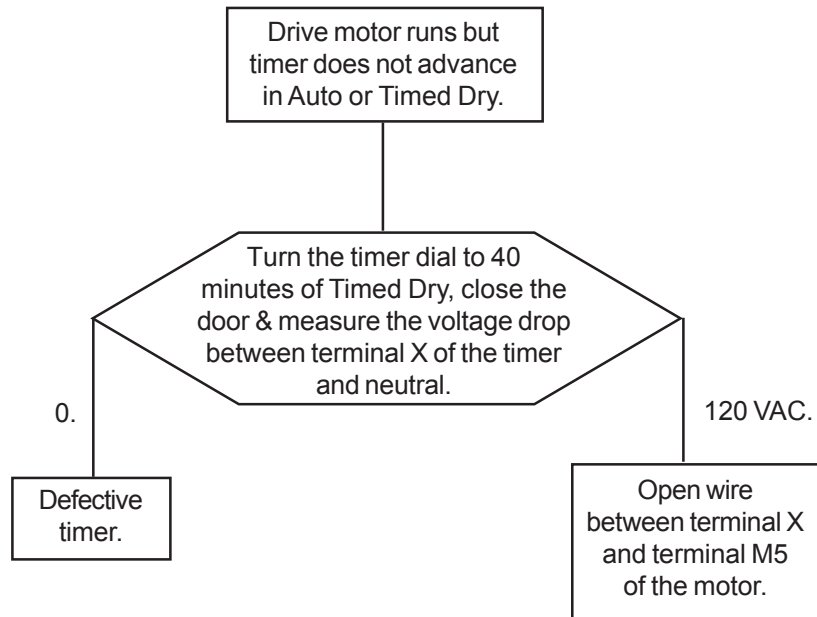 Drive motor runs but
timer does not advance
in Auto or Timed Dry.
Turn the timer dial to 40
minutes of Timed Dry, close the
door & measure the voltage drop
between terminal X of the timer
and neutral.
0.
120 VAC.
Defective
timer.
Open wire
between terminal X
and terminal M5
of the motor.